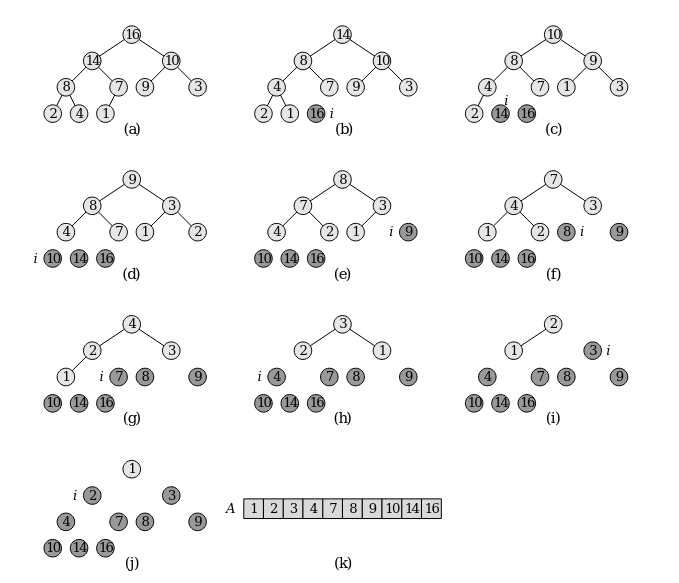 16 14 10
14 10 8 10 8 9
8 7 9 3 4 7 9 3 4 7 1 3
2 4 1 2 1 16 i 2 i 14 16
(a) (b) (c)
9 8 7
8 3 7 3 4 3
4 7 1 2 4 2 1 i 9 1 2 8 i 9
i 10 14 16 10 14 16 10 14 16
(d) (e) (f)
4 3 2
2 3 2 1 1 3 i
1 i 7 8 9 i 4 7 8 9 4 7 8 9
10 14 16 10 14 16 10 14 16
(g) (h) (i)
1
i 2 3
A 1 2 3 4 7 8 9 10 14 16
4 7 8 9
10 14 16
(j) (k)